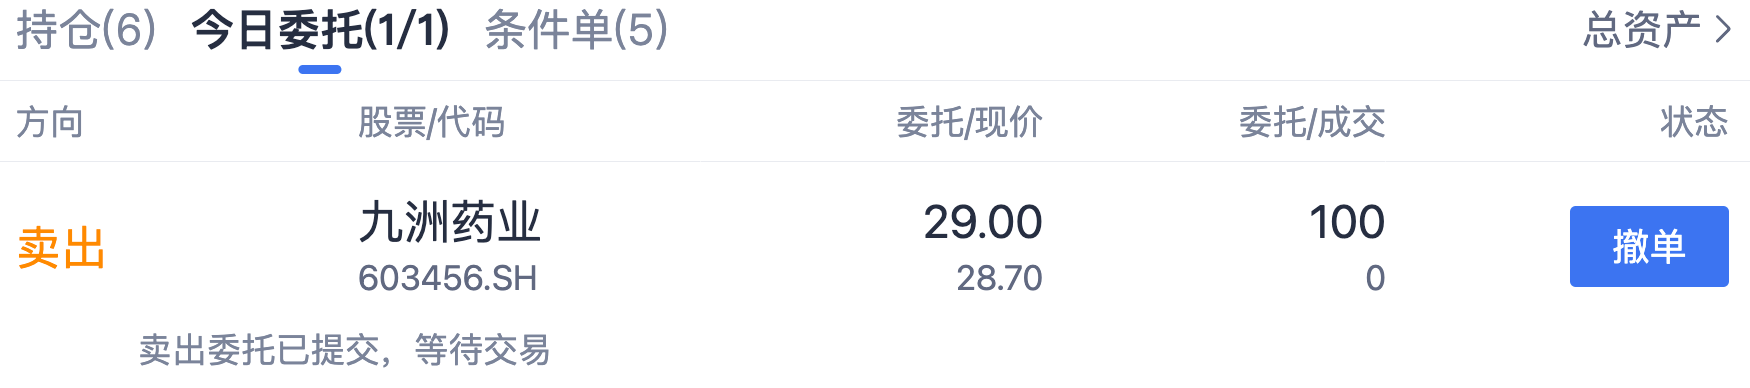 持仓(6) 今日委托(1/1) 条件单(5) 总资产 >
方向 股票/代码 委托/现价 委托/成交 状态
卖出 九洲药业 29.00 100 撤单
603456.SH 28.70 0
卖出委托已提交，等待交易